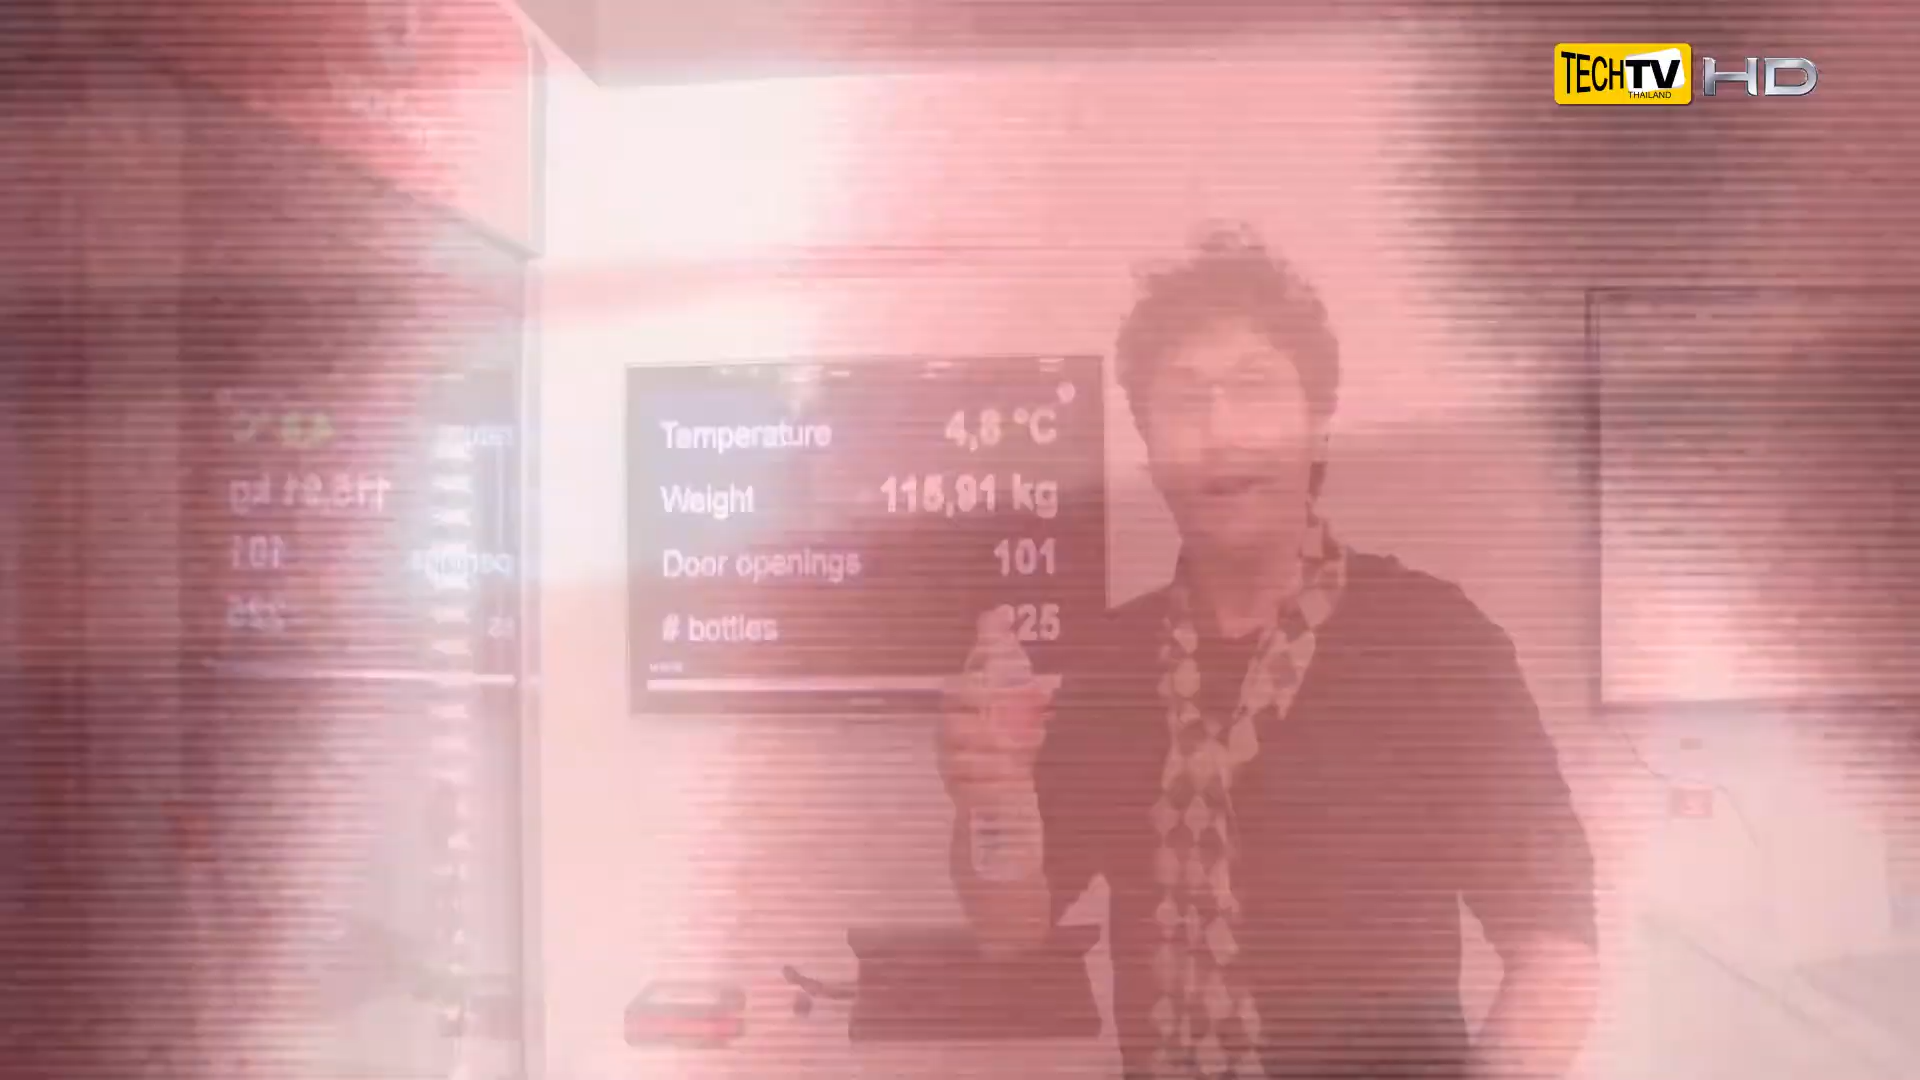 TECHTV HD
THAILAND
Temperature 4,8 °C
Weight 115,91 kg
Door openings 101
# bottles 225